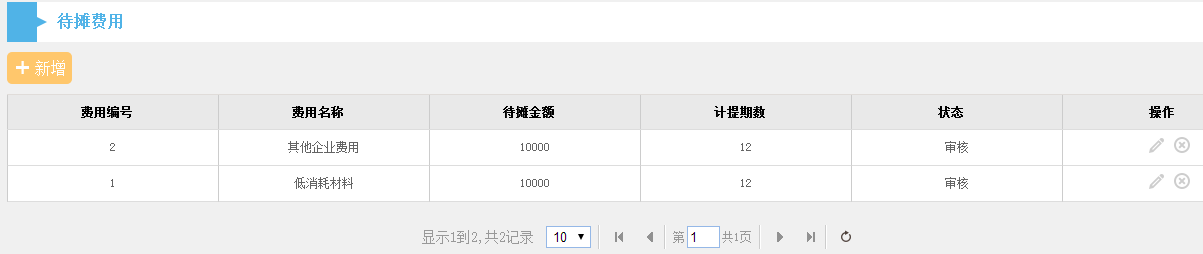 待摊费用
新增
费用编号 费用名称 待摊金额 计提期数 状态 操作
2 其他企业费用 10000 12 审核
1 低消耗材料 10000 12 审核
显示1到2,共2记录 10 第 1 共1页